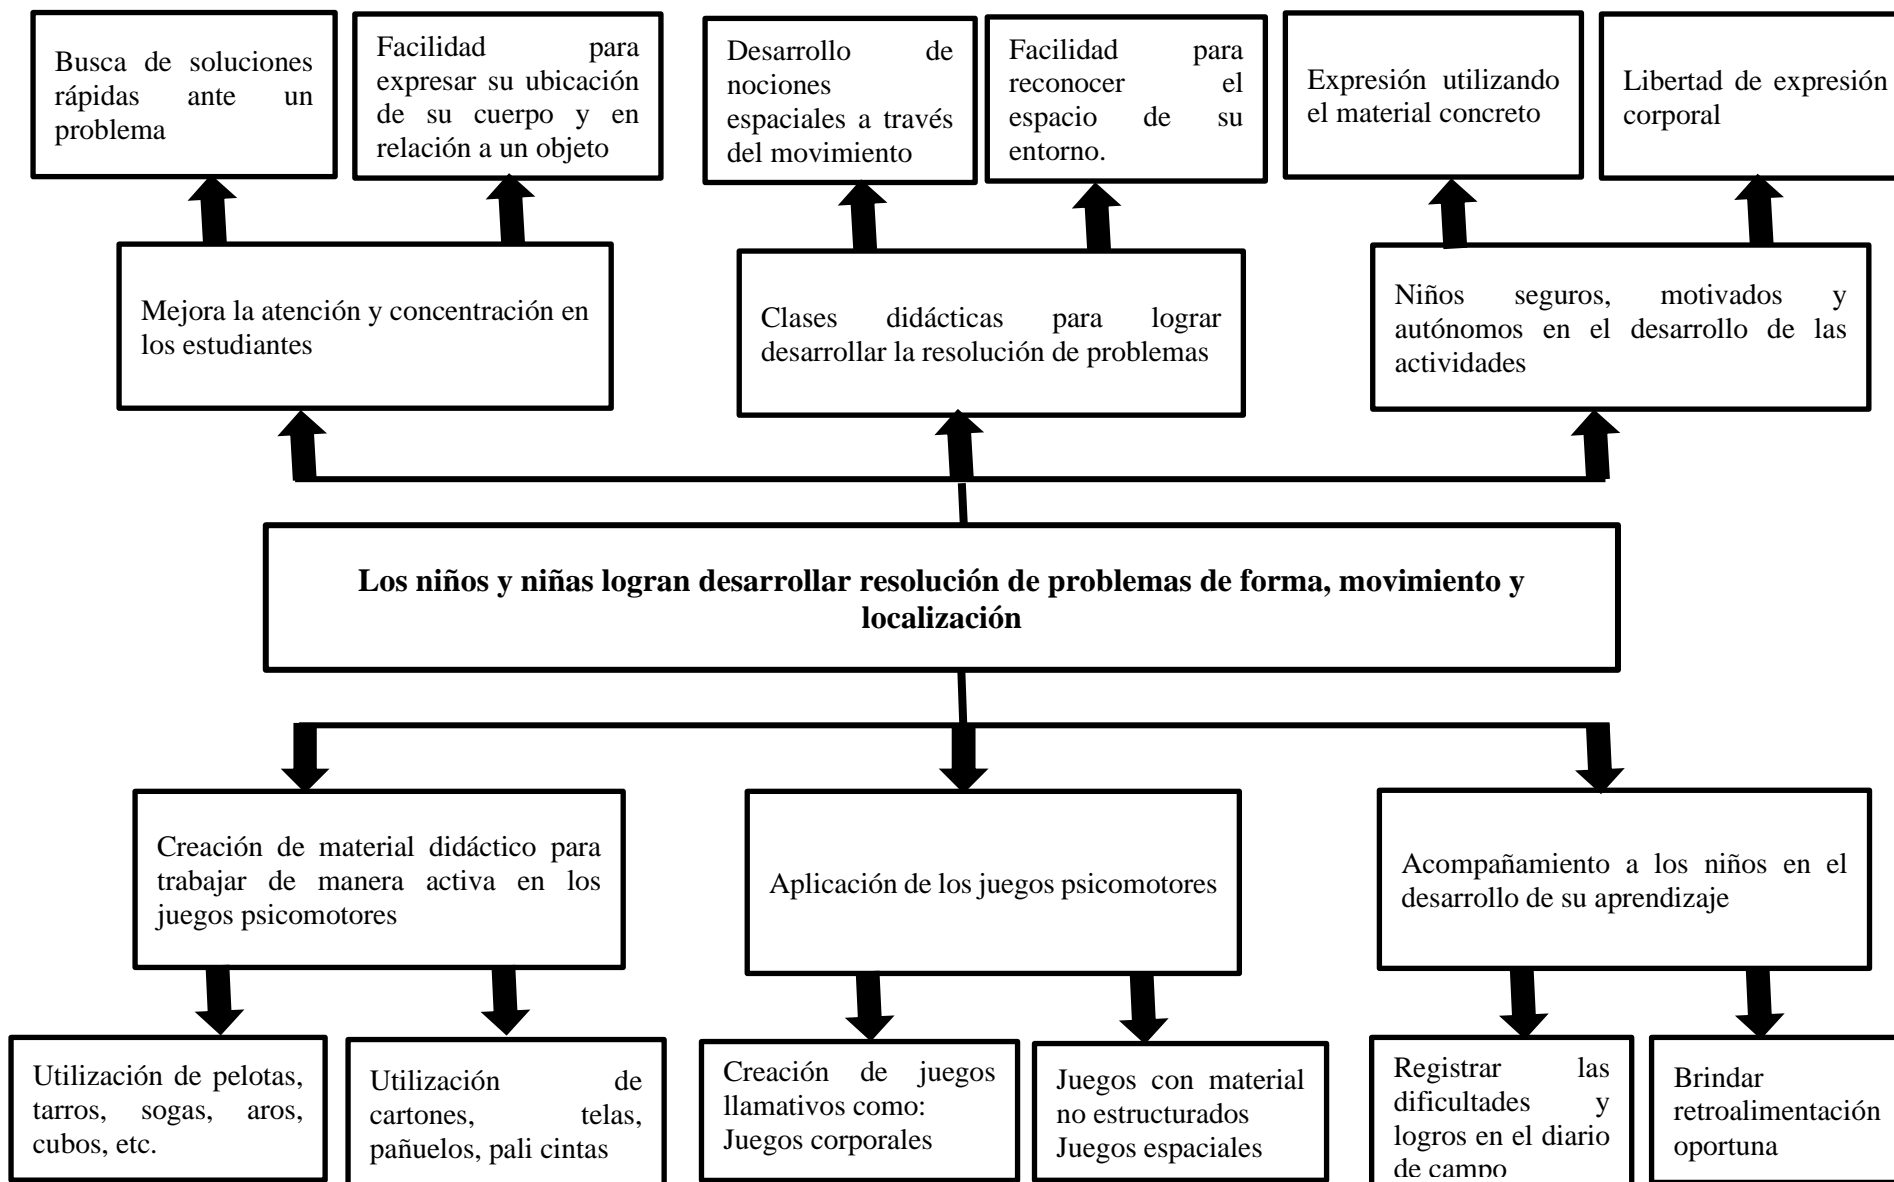 Busca de soluciones
rápidas ante un
problema
Facilidad para
expresar su ubicación
de su cuerpo y en
relación a un objeto
Desarrollo de
nociones
espaciales a través
del movimiento
Facilidad para
reconocer el
espacio de su
entorno.
Expresión utilizando
el material concreto
Libertad de expresión
corporal
Mejora la atención y concentración en
los estudiantes
Clases didácticas para lograr
desarrollar la resolución de problemas
Niños seguros, motivados y
autónomos en el desarrollo de las
actividades
Los niños y niñas logran desarrollar resolución de problemas de forma, movimiento y
localización
Creación de material didáctico para
trabajar de manera activa en los
juegos psicomotores
Aplicación de los juegos psicomotores
Acompañamiento a los niños en el
desarrollo de su aprendizaje
Utilización de pelotas,
tarros, sogas, aros,
cubos, etc.
Utilización de
cartones, telas,
pañuelos, pali cintas
Creación de juegos
llamativos como:
Juegos corporales
Juegos con material
no estructurados
Juegos espaciales
Registrar las
dificultades y
logros en el diario
de campo
Brindar
retroalimentación
oportuna